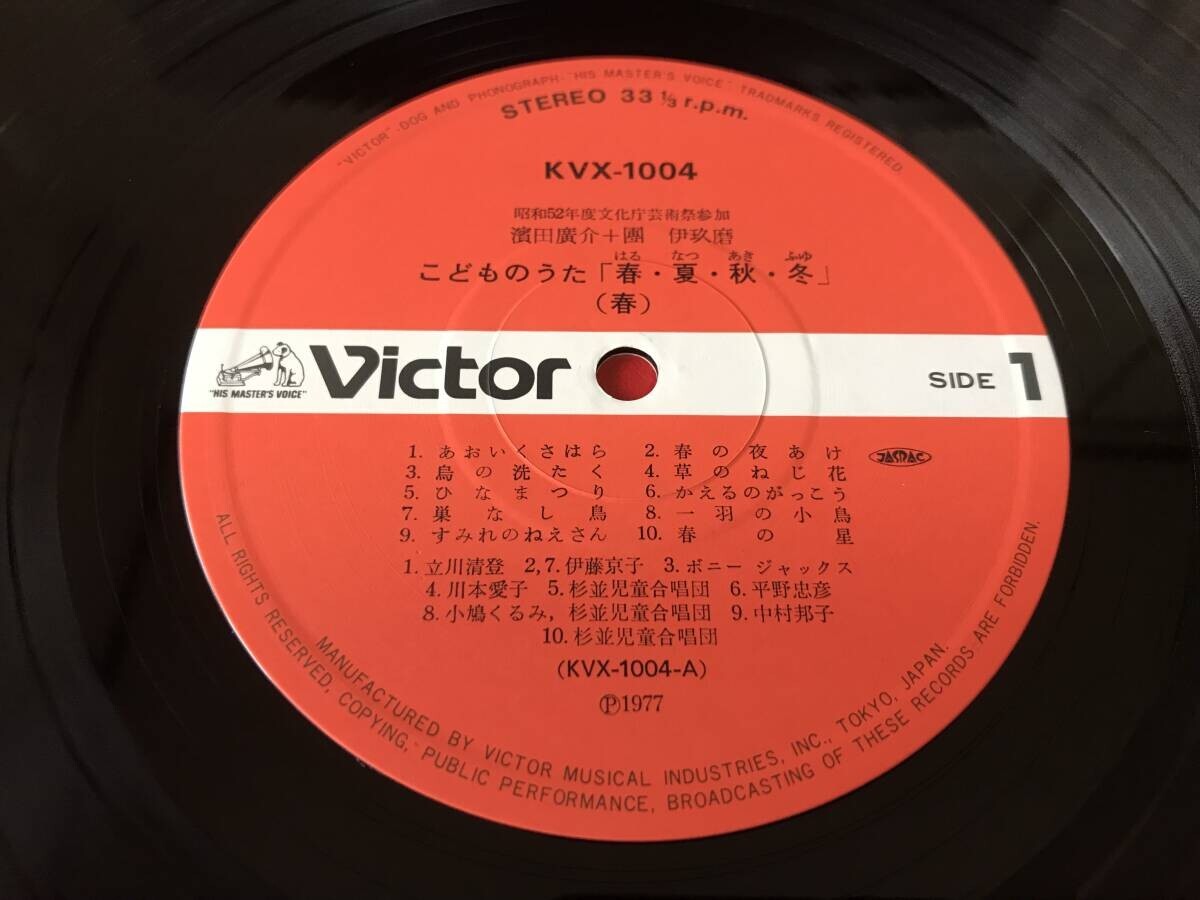 "VICTOR", DOG AND PHONOGRAPH, "HIS MASTER'S VOICE" TRADMARKS REGISTERED.
STEREO 33 1/3 r.p.m.
KVX-1004
昭和52年度文化庁芸術祭参加
濱田廣介+團 伊玖磨
はる なつ あき ふゆ
こどものうた「春・夏・秋・冬」
(春)
"HIS MASTER'S VOICE"
Victor
SIDE 1
1. あおいくさはら 2. 春の夜あけ
JASRAC
3. 鳥の洗たく 4. 草のねじ花
5. ひなまつり 6. かえるのがっこう
7. 巣なし鳥 8. 一羽の小鳥
9. すみれのねえさん 10. 春の星
1. 立川清登 2,7. 伊藤京子 3. ボニー ジャックス
4. 川本愛子 5. 杉並児童合唱団 6. 平野忠彦
8. 小鳩くるみ, 杉並児童合唱団 9. 中村邦子
10. 杉並児童合唱団
(KVX-1004-A)
Ⓟ1977
MANUFACTURED BY VICTOR MUSICAL INDUSTRIES, INC., TOKYO, JAPAN.
ALL RIGHTS RESERVED, COPYING, PUBLIC PERFORMANCE, BROADCASTING OF THESE RECORDS ARE FORBIDDEN.